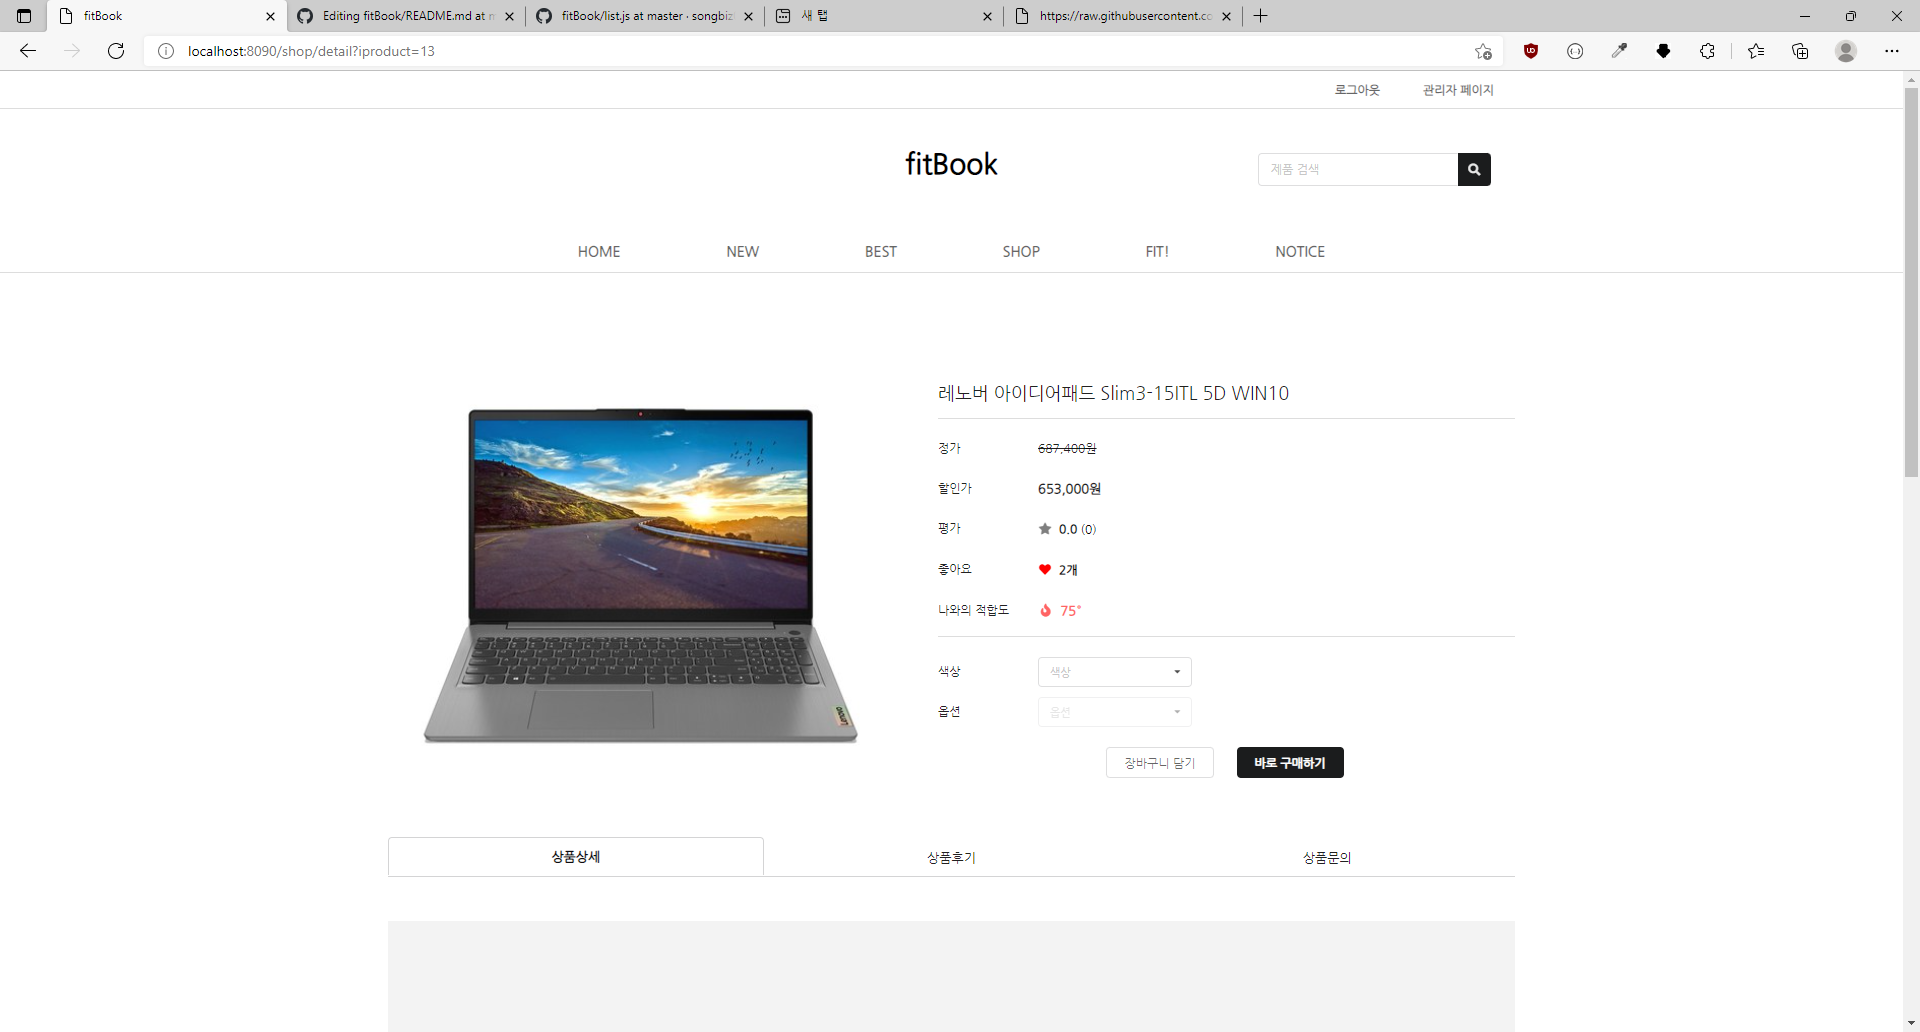 fitBook
Editing fitBook/README.md at m
fitBook/list.js at master · songbiz
새 탭
https://raw.githubusercontent.co
localhost:8090/shop/detail?iproduct=13
로그아웃 관리자 페이지
fitBook
제품 검색
HOME NEW BEST SHOP FIT! NOTICE
레노버 아이디어패드 Slim3-15ITL 5D WIN10
정가 687,400원
할인가 653,000원
평가 0.0 (0)
좋아요 2개
나와의 적합도 75°
색상 색상
옵션 옵션
장바구니 담기 바로 구매하기
상품상세 상품후기 상품문의